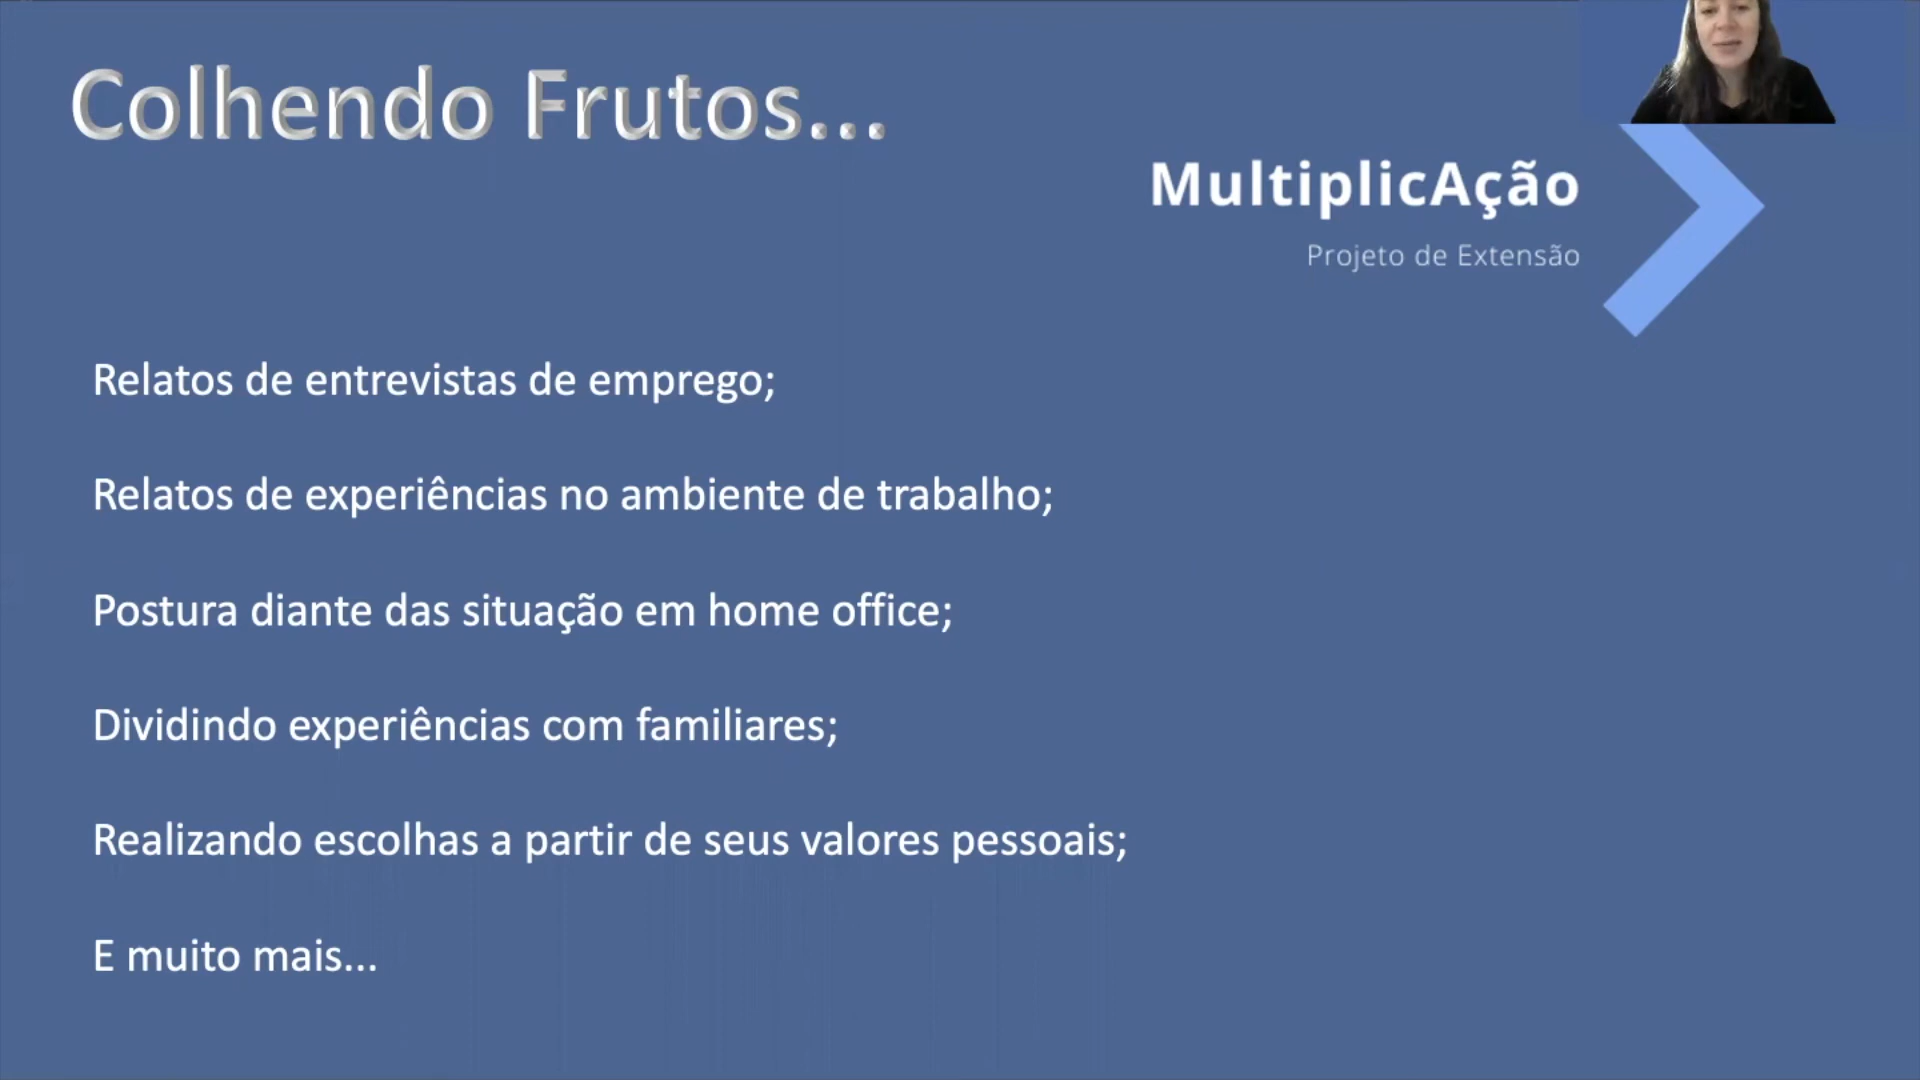 Colhendo Frutos...
MultiplicAção
Projeto de Extensão
Relatos de entrevistas de emprego;
Relatos de experiências no ambiente de trabalho;
Postura diante das situação em home office;
Dividindo experiências com familiares;
Realizando escolhas a partir de seus valores pessoais;
E muito mais...